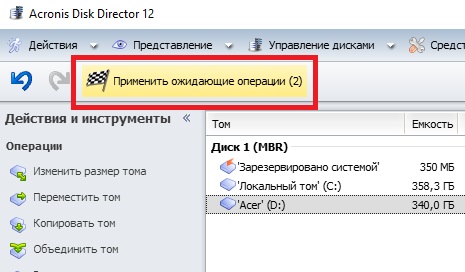 Acronis Disk Director 12
Действия Представление Управление дисками
Применить ожидающие операции (2)
Действия и инструменты «
Операции
Изменить размер тома
Переместить том
Копировать том
Объединить том
Том Емкость
Диск 1 (MBR)
'Зарезервировано системой' 350 МБ
'Локальный том' (C:) 358,3 ГБ
'Acer' (D:) 340,0 ГБ